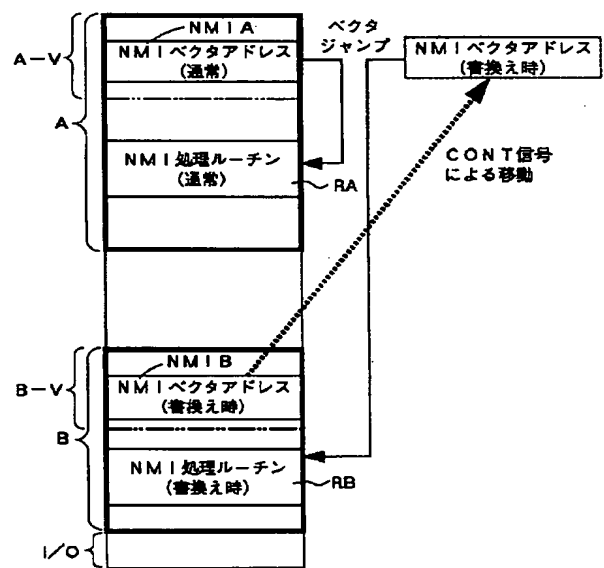 NMIA
ベクタ
ジャンプ
A-V
NMIベクタアドレス
(通常)
NMIベクタアドレス
(書換え時)
A
NMI処理ルーチン
(通常)
RA
CONT信号
による移動
NMIB
B-V
NMIベクタアドレス
(書換え時)
B
NMI処理ルーチン
(書換え時)
RB
I/O